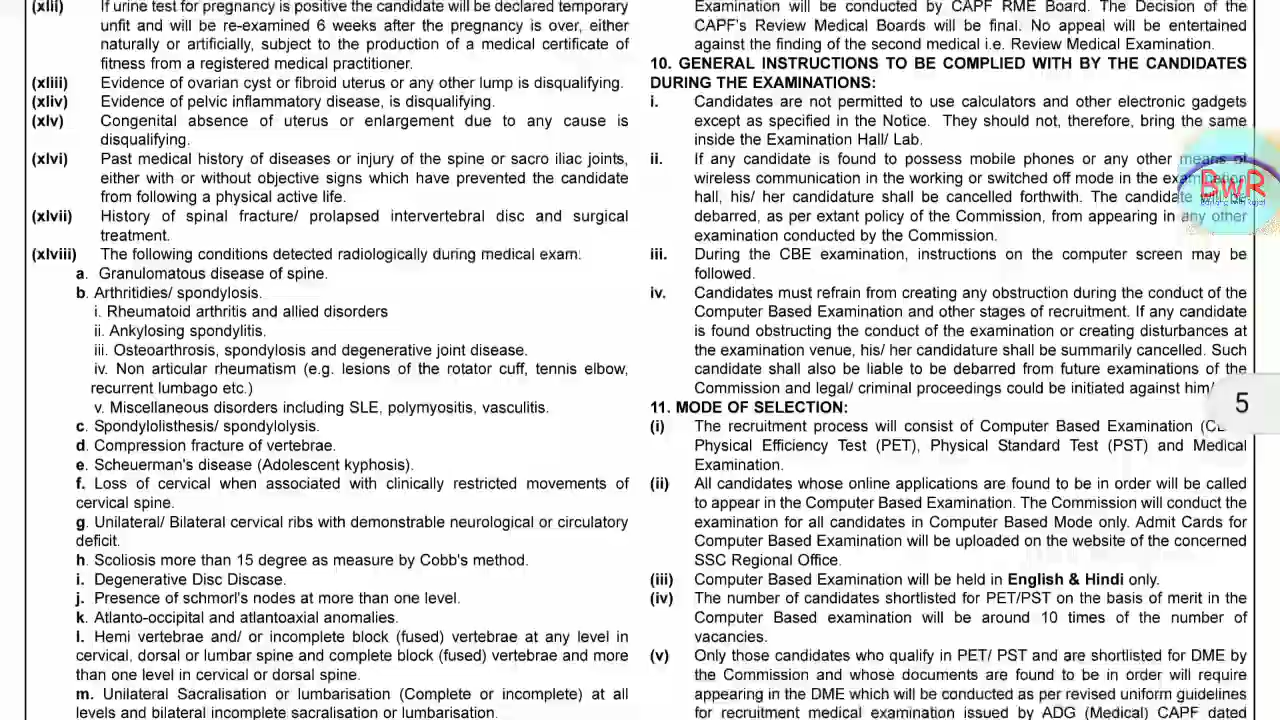 (xlii) If urine test for pregnancy is positive the candidate will be declared temporary
unfit and will be re-examined 6 weeks after the pregnancy is over, either
naturally or artificially, subject to the production of a medical certificate of
fitness from a registered medical practitioner.
(xliii) Evidence of ovarian cyst or fibroid uterus or any other lump is disqualifying.
(xliv) Evidence of pelvic inflammatory disease, is disqualifying.
(xlv) Congenital absence of uterus or enlargement due to any cause is
disqualifying.
(xlvi) Past medical history of diseases or injury of the spine or sacro iliac joints,
either with or without objective signs which have prevented the candidate
from following a physical active life.
(xlvii) History of spinal fracture/ prolapsed intervertebral disc and surgical
treatment.
(xlviii) The following conditions detected radiologically during medical exam:
a. Granulomatous disease of spine.
b. Arthritidies/ spondylosis.
i. Rheumatoid arthritis and allied disorders
ii. Ankylosing spondylitis.
iii. Osteoarthrosis, spondylosis and degenerative joint disease.
iv. Non articular rheumatism (e.g. lesions of the rotator cuff, tennis elbow,
recurrent lumbago etc.)
v. Miscellaneous disorders including SLE, polymyositis, vasculitis.
c. Spondylolisthesis/ spondylolysis.
d. Compression fracture of vertebrae.
e. Scheuerman's disease (Adolescent kyphosis).
f. Loss of cervical when associated with clinically restricted movements of
cervical spine.
g. Unilateral/ Bilateral cervical ribs with demonstrable neurological or circulatory
deficit.
h. Scoliosis more than 15 degree as measure by Cobb's method.
i. Degenerative Disc Discase.
j. Presence of schmorl's nodes at more than one level.
k. Atlanto-occipital and atlantoaxial anomalies.
l. Hemi vertebrae and/ or incomplete block (fused) vertebrae at any level in
cervical, dorsal or lumbar spine and complete block (fused) vertebrae and more
than one level in cervical or dorsal spine.
m. Unilateral Sacralisation or lumbarisation (Complete or incomplete) at all
levels and bilateral incomplete sacralisation or lumbarisation.
Examination will be conducted by CAPF RME Board. The Decision of the
CAPF's Review Medical Boards will be final. No appeal will be entertained
against the finding of the second medical i.e. Review Medical Examination.
10. GENERAL INSTRUCTIONS TO BE COMPLIED WITH BY THE CANDIDATES
DURING THE EXAMINATIONS:
i. Candidates are not permitted to use calculators and other electronic gadgets
except as specified in the Notice. They should not, therefore, bring the same
inside the Examination Hall/ Lab.
ii. If any candidate is found to possess mobile phones or any other means of
wireless communication in the working or switched off mode in the examination
hall, his/ her candidature shall be cancelled forthwith. The candidate will be
debarred, as per extant policy of the Commission, from appearing in any other
examination conducted by the Commission.
iii. During the CBE examination, instructions on the computer screen may be
followed.
iv. Candidates must refrain from creating any obstruction during the conduct of the
Computer Based Examination and other stages of recruitment. If any candidate
is found obstructing the conduct of the examination or creating disturbances at
the examination venue, his/ her candidature shall be summarily cancelled. Such
candidate shall also be liable to be debarred from future examinations of the
Commission and legal/ criminal proceedings could be initiated against him/
11. MODE OF SELECTION:
(i) The recruitment process will consist of Computer Based Examination
Physical Efficiency Test (PET), Physical Standard Test (PST) and Medical
Examination.
(ii) All candidates whose online applications are found to be in order will be called
to appear in the Computer Based Examination. The Commission will conduct the
examination for all candidates in Computer Based Mode only. Admit Cards for
Computer Based Examination will be uploaded on the website of the concerned
SSC Regional Office.
(iii) Computer Based Examination will be held in English & Hindi only.
(iv) The number of candidates shortlisted for PET/PST on the basis of merit in the
Computer Based examination will be around 10 times of the number of
vacancies.
(v) Only those candidates who qualify in PET/ PST and are shortlisted for DME by
the Commission and whose documents are found to be in order will require
appearing in the DME which will be conducted as per revised uniform guidelines
for recruitment medical examination issued by ADG (Medical) CAPF dated
BWR
5